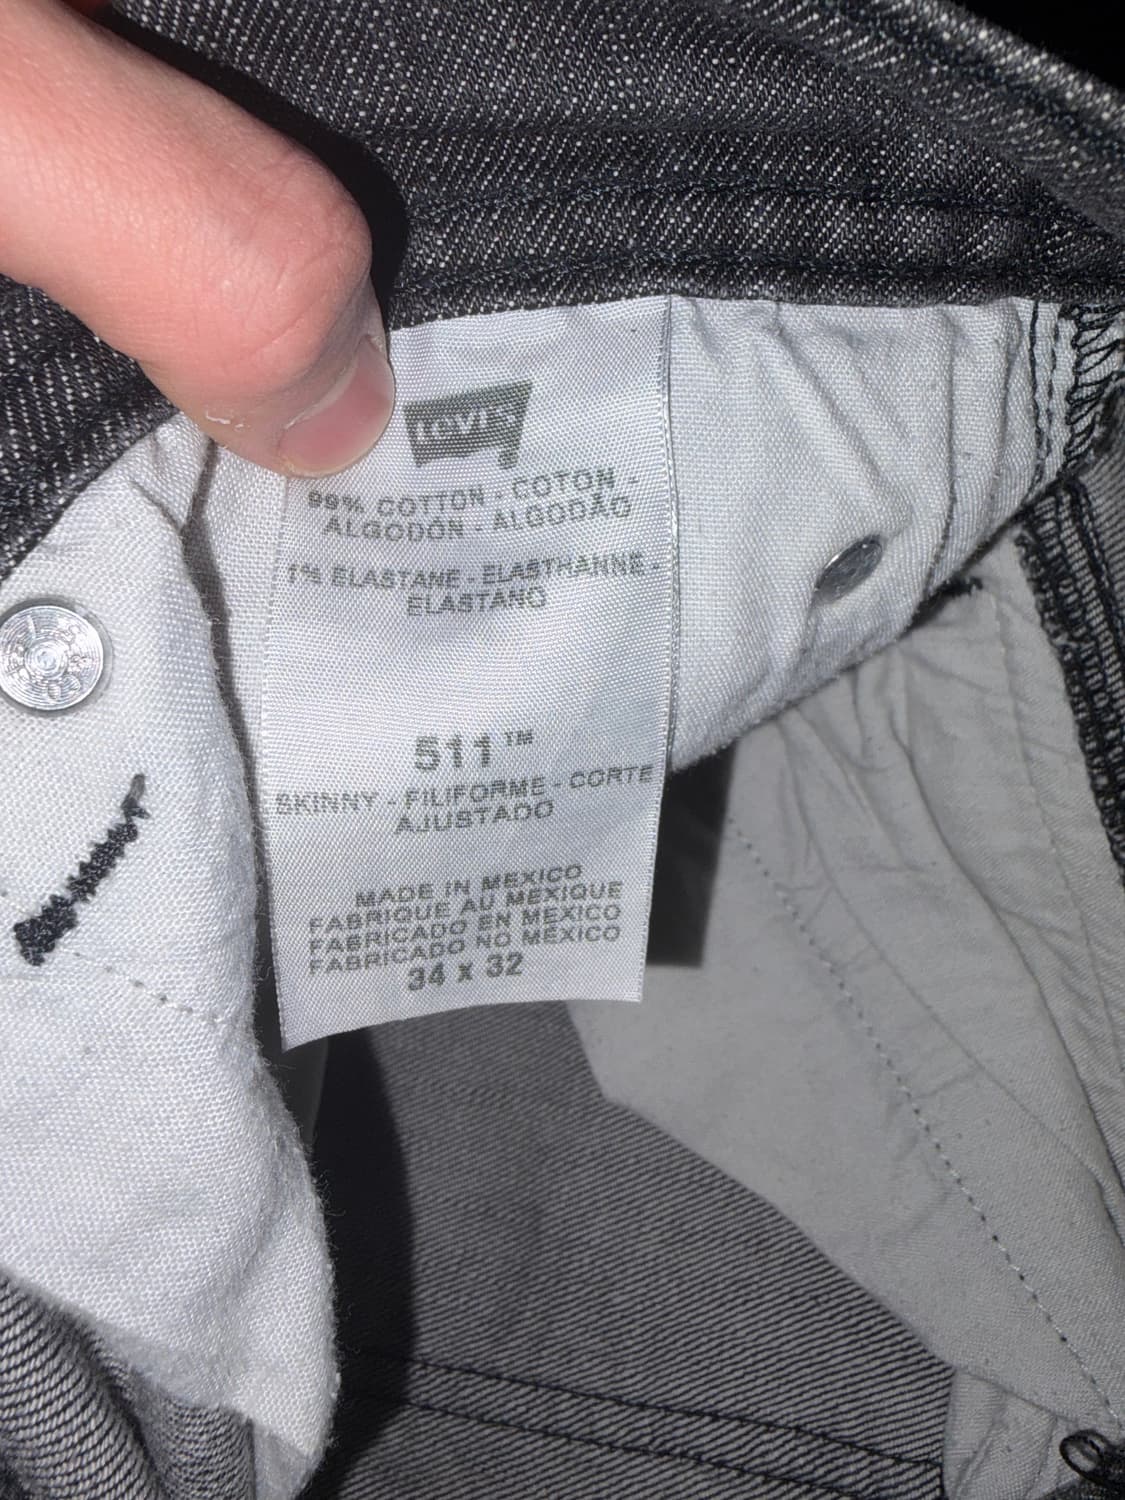 Levi's
99% COTTON - COTON -
ALGODÓN - ALGODÃO
1% ELASTANE - ELASTHANNE -
ELASTANO
511™
SKINNY - FILIFORME - CORTE
AJUSTADO
MADE IN MEXICO
FABRIQUE AU MEXIQUE
FABRICADO EN MEXICO
FABRICADO NO MÉXICO
34 x 32